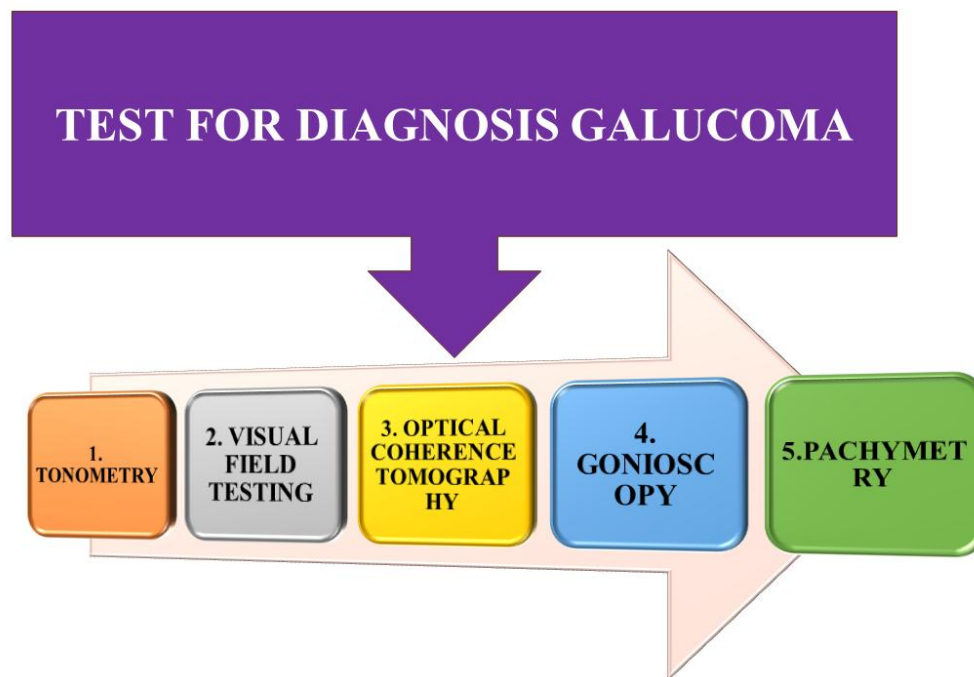 TEST FOR DIAGNOSIS GALUCOMA
1.
TONOMETRY
2. VISUAL
FIELD
TESTING
3. OPTICAL
COHERENCE
TOMOGRAP
HY
4.
GONIOSC
OPY
5.PACHYMET
RY